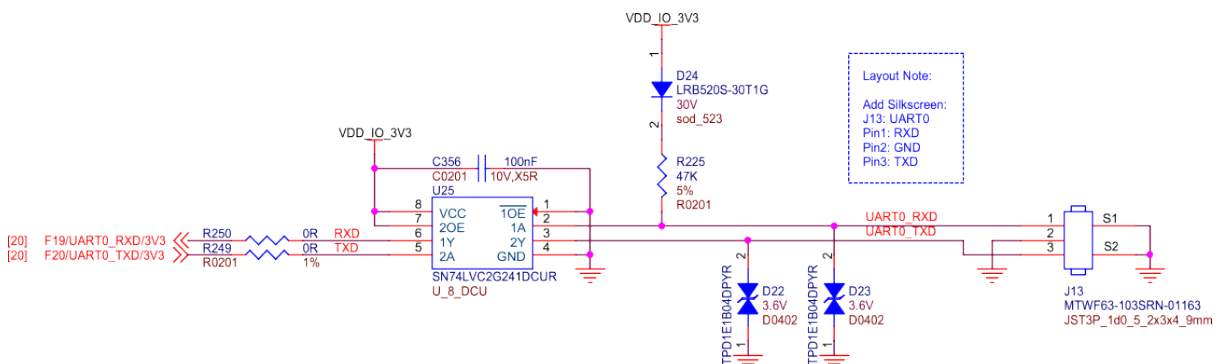 VDD_IO_3V3
1
D24
LRB520S-30T1G
30V
sod_523
2
R225
47K
5%
R0201
Layout Note:
Add Silkscreen:
J13: UART0
Pin1: RXD
Pin2: GND
Pin3: TXD
VDD_IO_3V3
C356 100nF
C0201 10V,X5R
U25
8 VCC 1OE 1
7 2OE 1A 2
6 1Y 2Y 3
5 2A GND 4
SN74LVC2G241DCUR
U_8_DCU
[20] F19/UART0_RXD/3V3 R250 0R RXD
[20] F20/UART0_TXD/3V3 R249 0R TXD
R0201 1%
UART0_RXD
UART0_TXD
1
2
3
S1
S2
J13
MTWF63-103SRN-01163
JST3P_1d0_5_2x3x4_9mm
2
D22
3.6V
D0402
1
TPD1E1B04DPYR
2
D23
3.6V
D0402
1
TPD1E1B04DPYR